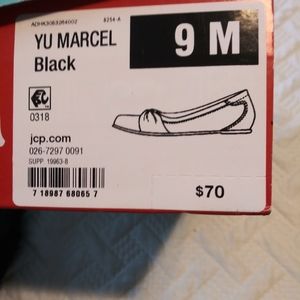 ADHK30B3264002
8254-A
YU MARCEL
Black
9 M
0318
jcp.com
026-7297 0091
SUPP. 19963-8
7 18987 68065 7
$70